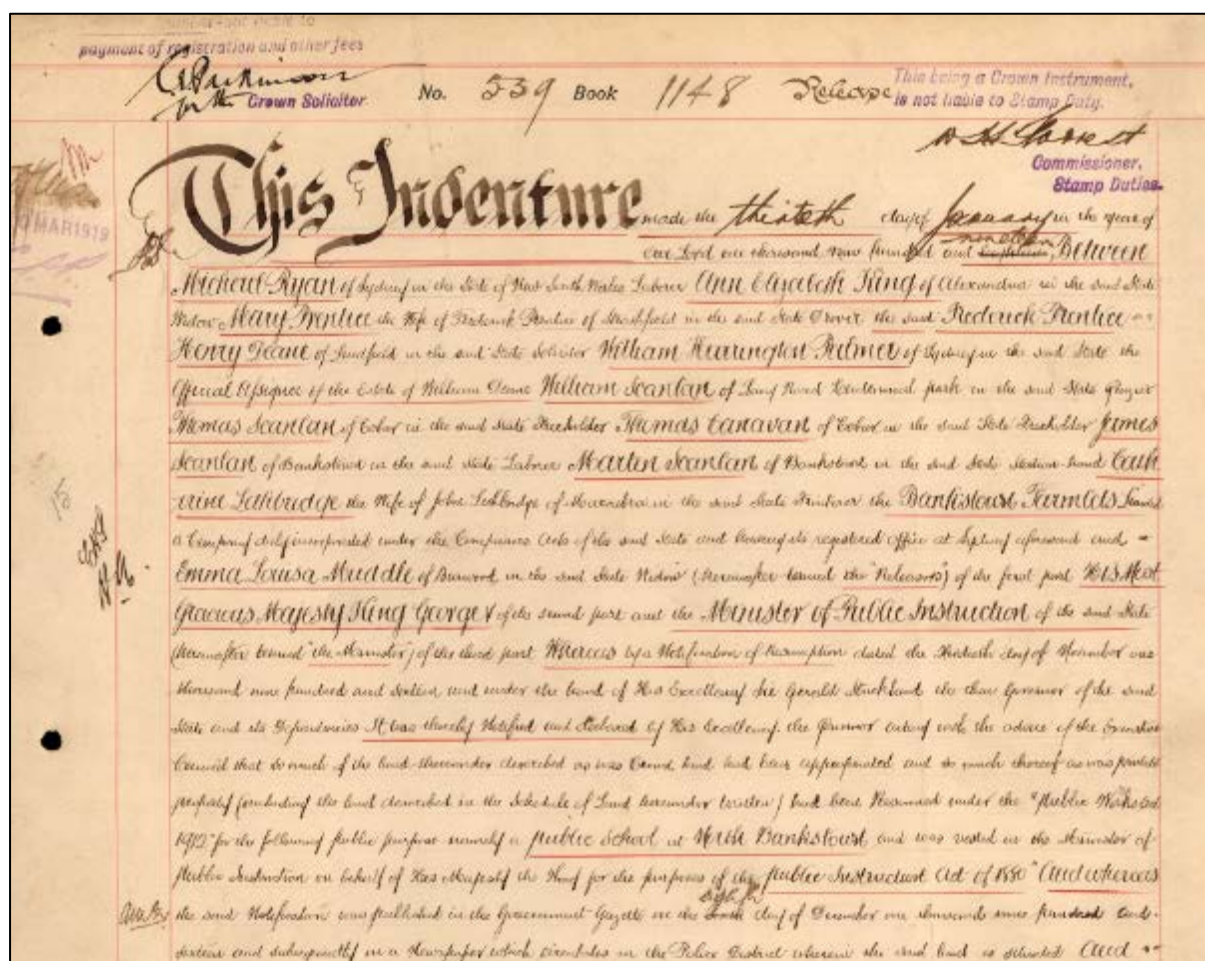 payment of registration and other fees
for the Crown Solicitor No. 539 Book 1148 Release This being a Crown Instrument,
is not liable to Stamp Duty.
Commissioner.
Stamp Duties.
MAR 1919
This Indenture made the thirtieth day of January in the year of
our Lord one thousand nine hundred and nineteen Between
Michael Ryan of Sydney in the State of New South Wales Laborer Ann Elizabeth King of Alexandria in the said State
Widow Mary Prentice the Wife of Frederick Prentice of in the said State Drover the said Frederick Prentice
Henry Deane of Lindfield in the said State Solicitor William Harrington Palmer of Sydney in the said State the
Official Assignee of the Estate of William Deane William Scanlan of Lang Road Centennial park in the said State
Thomas Scanlan of Cobar in the said State Freeholder Thomas Canavan of Cobar in the said State Freeholder James
Scanlan of Bankstown in the said State Laborer Martin Scanlan of Bankstown in the said State Station hand Cath
erine Lethbridge the Wife of John Lethbridge of in the said State the Bankstown Farmlets Limited
a Company duly incorporated under the Companies Acts of the said State and having its registered office at Sydney aforesaid and
Emma Louisa Muddle of Burwood in the said State Widow (hereinafter termed the "Releasors") of the first part His Most
Gracious Majesty King George V of the second part and the Minister of Public Instruction of the said State
(hereinafter termed "the Minister") of the third part Whereas by a Notification of Resumption dated the thirtieth day of November one
thousand nine hundred and sixteen and under the hand of His Excellency Sir Gerald Strickland the then Governor of the said
State and its Dependencies It was thereby Notified and Declared by His Excellency the Governor acting with the advice of the Executive
Council that so much of the land thereunder described as was Crown land had been appropriated and so much thereof as was private
property (including the land described in the Schedule of Land hereunder written) had been Resumed under the "Public Works Act
1912" for the following public purpose namely a public School at North Bankstown and was vested in the Minister of
Public Instruction on behalf of His Majesty the King for the purposes of the "public Instruction Act of 1880" And whereas
the said Notification was published in the Government Gazette on the eighth day of December one thousand nine hundred and
sixteen and subsequently in a Newspaper which circulates in the Police District wherein the said land is situated And